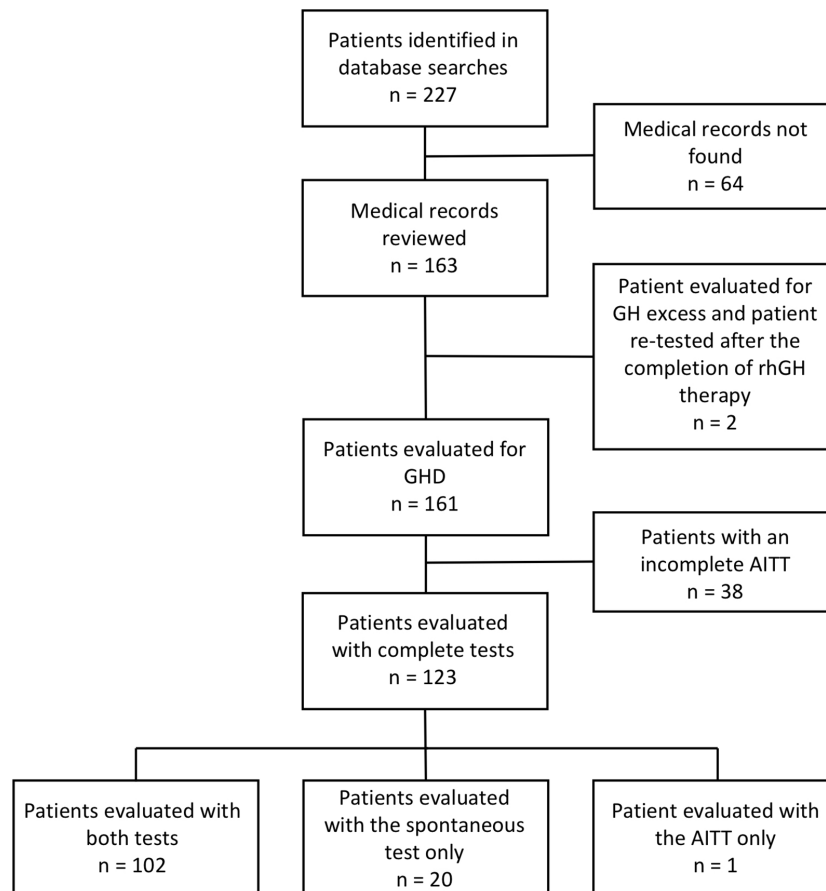 Patients identified in
database searches
n = 227
Medical records not
found
n = 64
Medical records
reviewed
n = 163
Patient evaluated for
GH excess and patient
re-tested after the
completion of rhGH
therapy
n = 2
Patients evaluated for
GHD
n = 161
Patients with an
incomplete AITT
n = 38
Patients evaluated
with complete tests
n = 123
Patients evaluated with
both tests
n = 102
Patients evaluated
with the spontaneous
test only
n = 20
Patient evaluated with
the AITT only
n = 1